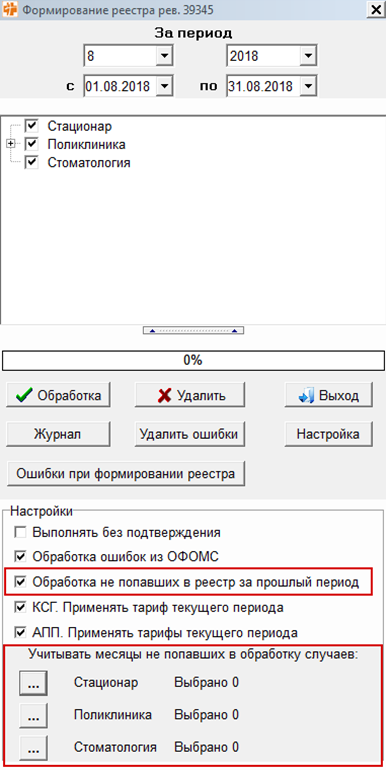 Формирование реестра рев. 39345
За период
8 2018
с 01.08.2018 по 31.08.2018
Стационар
Поликлиника
Стоматология
0%
Обработка Удалить Выход
Журнал Удалить ошибки Настройка
Ошибки при формировании реестра
Настройки
Выполнять без подтверждения
Обработка ошибок из ОФОМС
Обработка не попавших в реестр за прошлый период
КСГ. Применять тариф текущего периода
АПП. Применять тарифы текущего периода
Учитывать месяцы не попавших в обработку случаев:
... Стационар Выбрано 0
... Поликлиника Выбрано 0
... Стоматология Выбрано 0